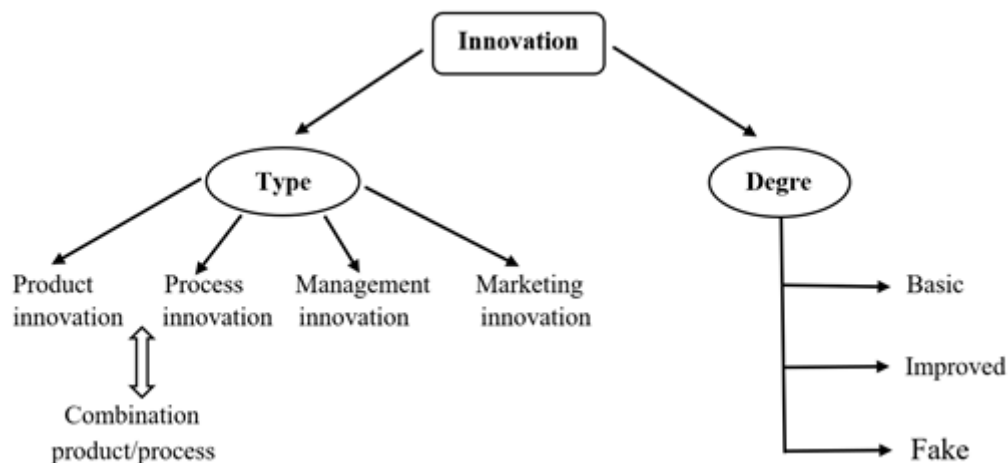 Innovation
Type
Degre
Product innovation
Process innovation
Management innovation
Marketing innovation
Combination product/process
Basic
Improved
Fake